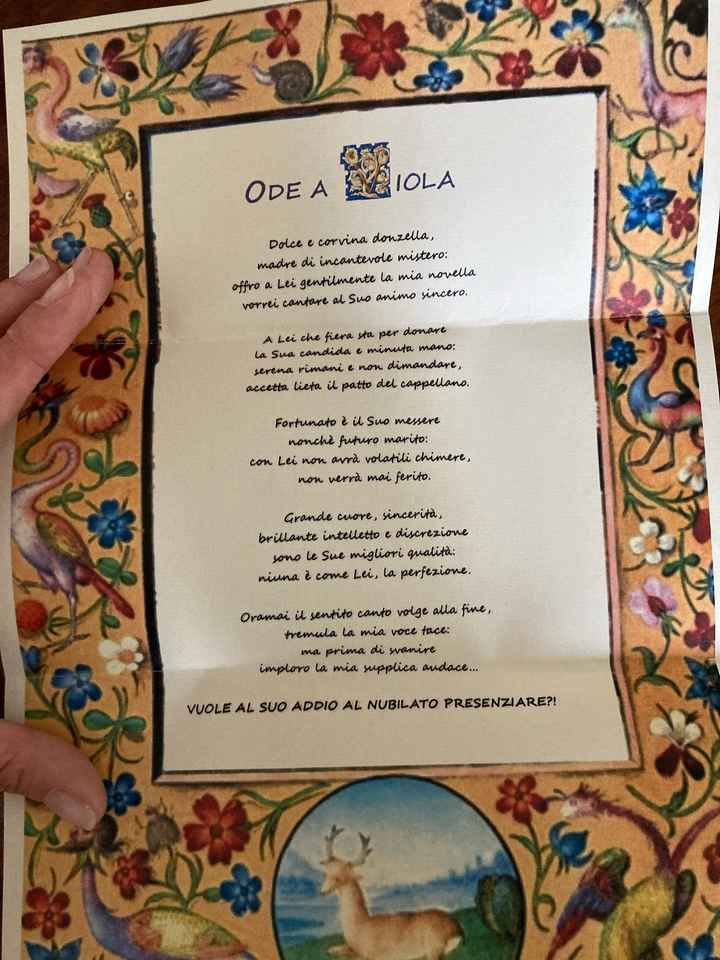 ODE A VIOLA
Dolce e corvina donzella,
madre di incantevole mistero:
offro a Lei gentilmente la mia novella
vorrei cantare al Suo animo sincero.
A Lei che fiera sta per donare
la Sua candida e minuta mano:
serena rimani e non dimandare,
accetta lieta il patto del cappellano.
Fortunato è il Suo messere
nonchè futuro marito:
con Lei non avrà volatili chimere,
non verrà mai ferito.
Grande cuore, sincerità,
brillante intelletto e discrezione
sono le Sue migliori qualità:
niuna è come Lei, la perfezione.
Oramai il sentito canto volge alla fine,
tremula la mia voce tace:
ma prima di svanire
imploro la mia supplica audace...
VUOLE AL SUO ADDIO AL NUBILATO PRESENZIARE?!